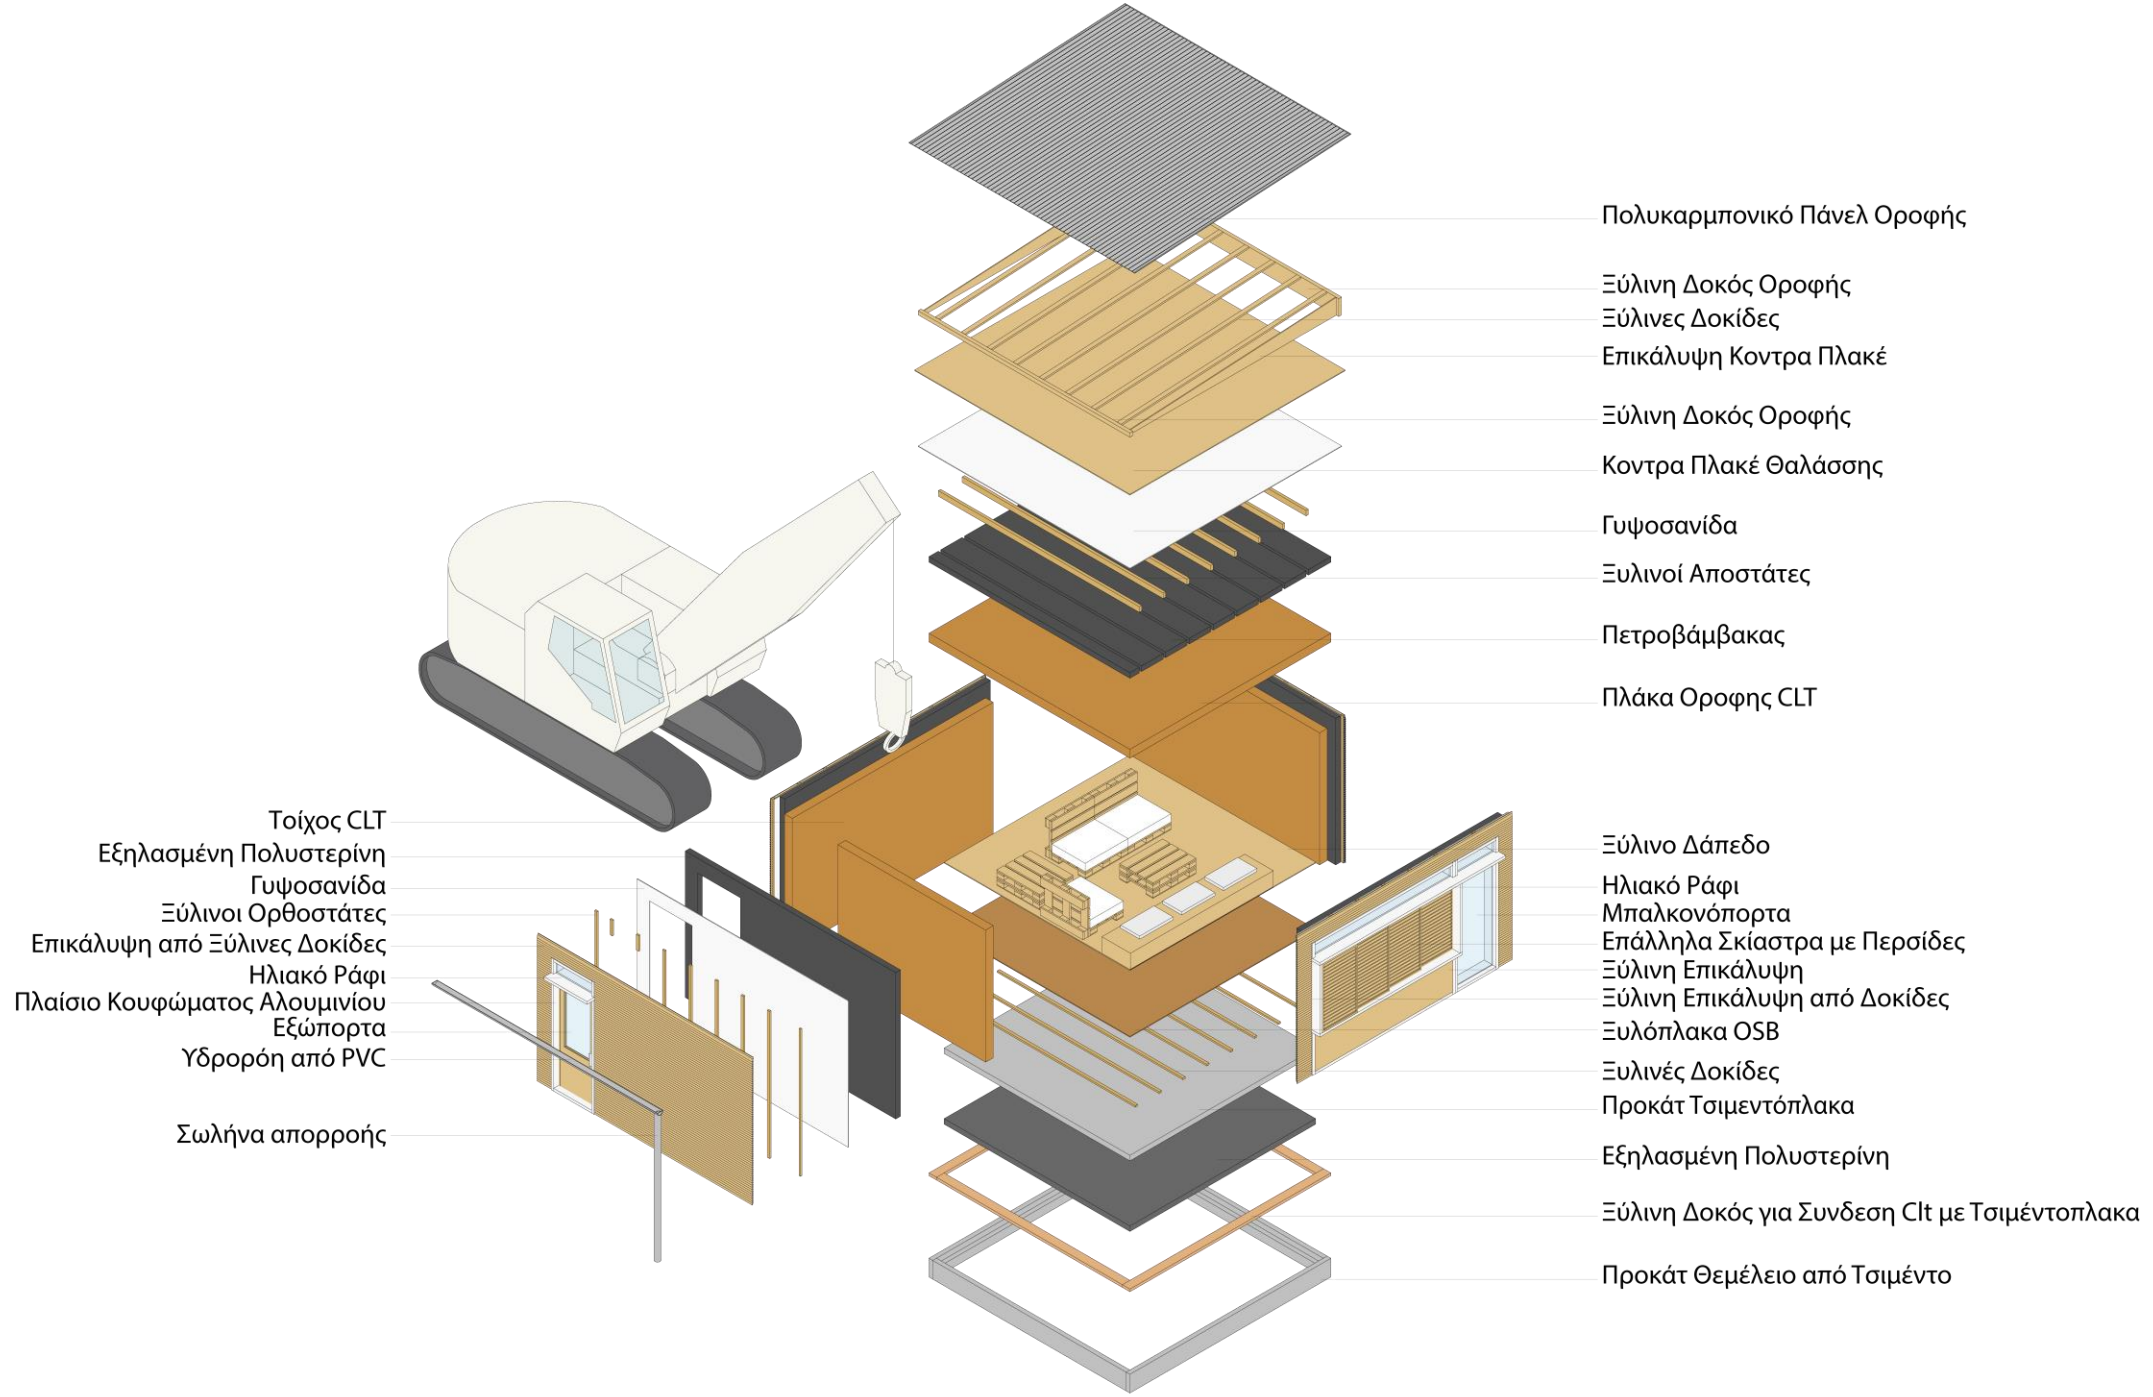 Πολυκαρμπονικό Πάνελ Οροφής
Ξύλινη Δοκός Οροφής
Ξύλινες Δοκίδες
Επικάλυψη Κοντρα Πλακέ
Ξύλινη Δοκός Οροφής
Κοντρα Πλακέ Θαλάσσης
Γυψοσανίδα
Ξυλινοί Αποστάτες
Πετροβάμβακας
Πλάκα Οροφης CLT
Τοίχος CLT
Εξηλασμένη Πολυστερίνη
Γυψοσανίδα
Ξύλινοι Ορθοστάτες
Επικάλυψη από Ξύλινες Δοκίδες
Ηλιακό Ράφι
Πλαίσιο Κουφώματος Αλουμινίου
Εξώπορτα
Υδρορόη από PVC
Σωλήνα απορροής
Ξύλινο Δάπεδο
Ηλιακό Ράφι
Μπαλκονόπορτα
Επάλληλα Σκίαστρα με Περσίδες
Ξύλινη Επικάλυψη
Ξύλινη Επικάλυψη από Δοκίδες
Ξυλόπλακα OSB
Ξυλινές Δοκίδες
Προκάτ Τσιμεντόπλακα
Εξηλασμένη Πολυστερίνη
Ξύλινη Δοκός για Συνδεση Clt με Τσιμέντοπλακα
Προκάτ Θεμέλειο από Τσιμέντο